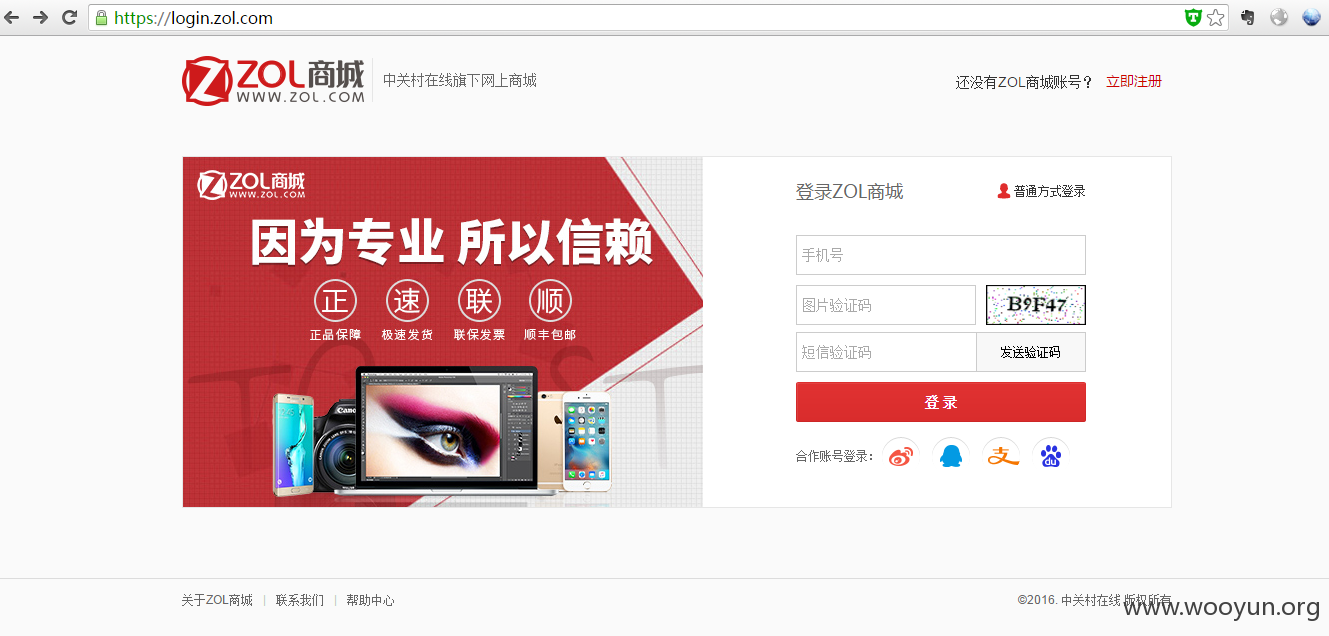 https://login.zol.com
ZOL商城
WWW.ZOL.COM
中关村在线旗下网上商城
还没有ZOL商城账号？ 立即注册
ZOL商城
WWW.ZOL.COM
因为专业 所以信赖
正 速 联 顺
正品保障 极速发货 联保发票 顺丰包邮
Canon
登录ZOL商城
普通方式登录
手机号
图片验证码
B9F47
短信验证码
发送验证码
登录
合作账号登录：
关于ZOL商城 | 联系我们 | 帮助中心
©2016. 中关村在线 版权所有
www.wooyun.org